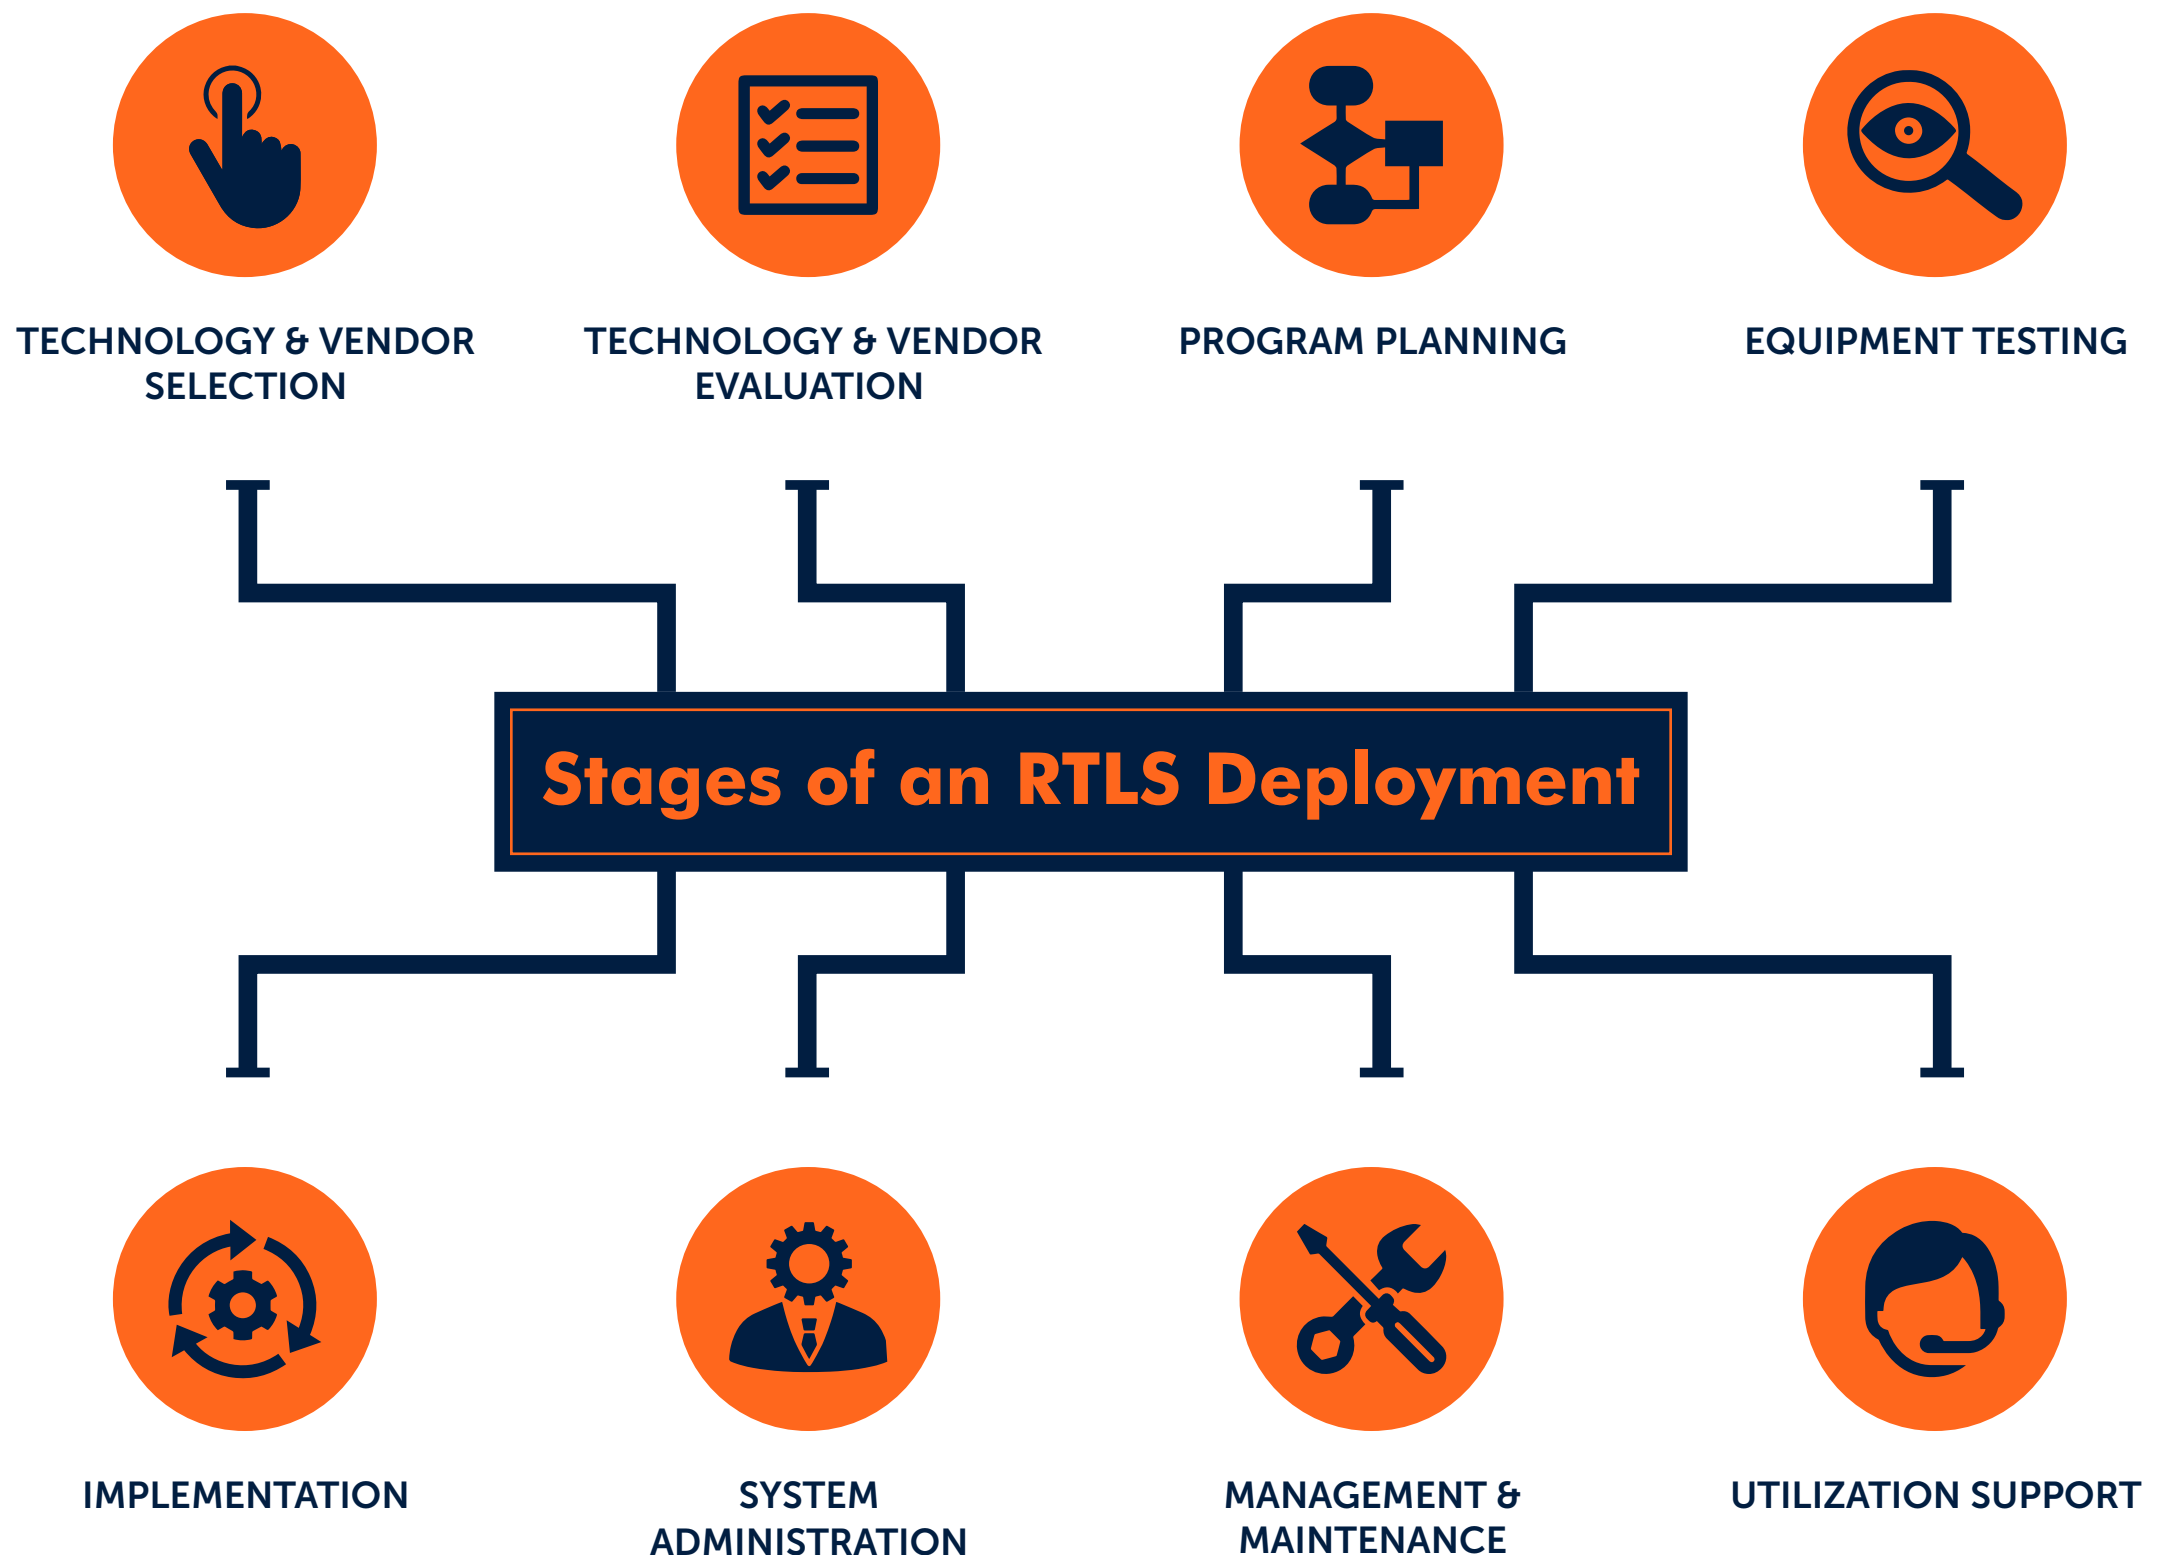 TECHNOLOGY & VENDOR
SELECTION
TECHNOLOGY & VENDOR
EVALUATION
PROGRAM PLANNING
EQUIPMENT TESTING
Stages of an RTLS Deployment
IMPLEMENTATION
SYSTEM
ADMINISTRATION
MANAGEMENT &
MAINTENANCE
UTILIZATION SUPPORT